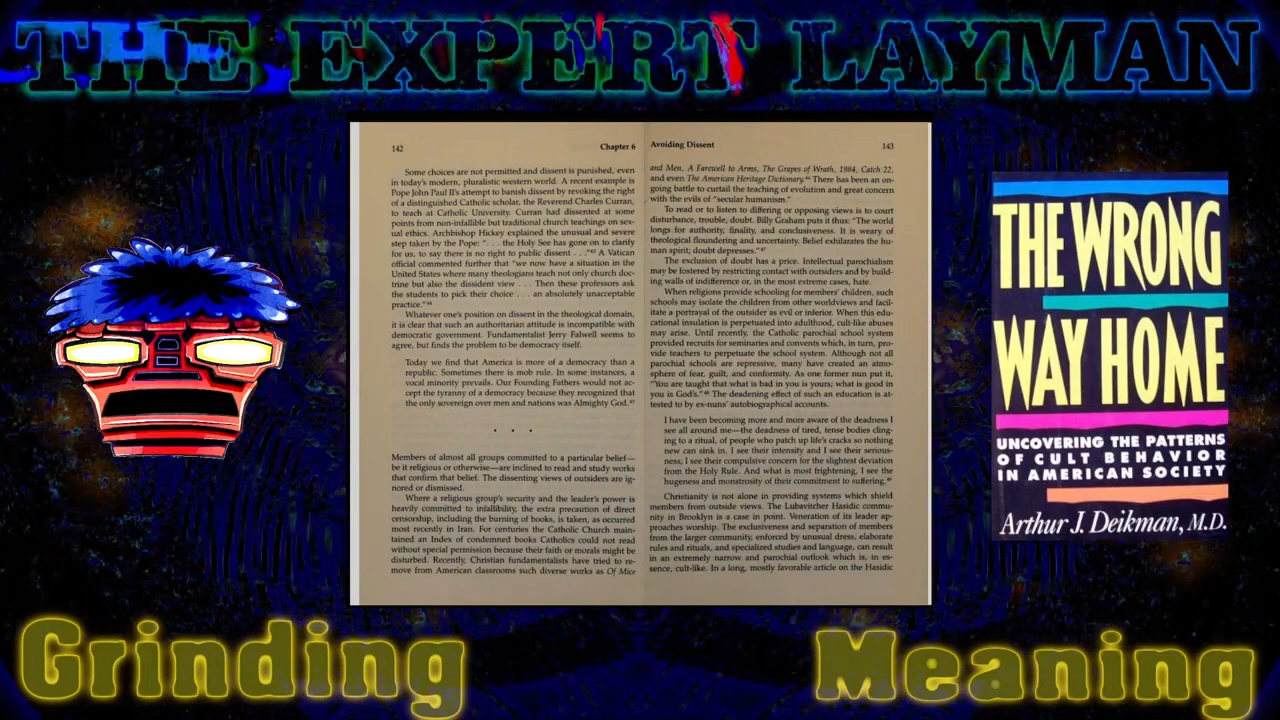 THE EXPERT LAYMAN
142 Chapter 6
Some choices are not permitted and dissent is punished, even
in today's modern, pluralistic western world. A recent example is
Pope John Paul II's attempt to banish dissent by revoking the right
of a distinguished Catholic scholar, the Reverend Charles Curran,
to teach at Catholic University. Curran had dissented at some
points from non-infallible but traditional church teachings on sex-
ual ethics. Archbishop Hickey explained the unusual and severe
step taken by the Pope: ". . . the Holy See has gone on to clarify
for us, to say there is no right to public dissent . . ."⁴³ A Vatican
official commented further that "we now have a situation in the
United States where many theologians teach not only church doc-
trine but also the dissident view . . . Then these professors ask
the students to pick their choice . . . an absolutely unacceptable
practice."⁴⁴
Whatever one's position on dissent in the theological domain,
it is clear that such an authoritarian attitude is incompatible with
democratic government. Fundamentalist Jerry Falwell seems to
agree, but finds the problem to be democracy itself.
Today we find that America is more of a democracy than a
republic. Sometimes there is mob rule. In some instances, a
vocal minority prevails. Our Founding Fathers would not ac-
cept the tyranny of a democracy because they recognized that
the only sovereign over men and nations was Almighty God.⁴⁵
. . .
Members of almost all groups committed to a particular belief—
be it religious or otherwise—are inclined to read and study works
that confirm that belief. The dissenting views of outsiders are ig-
nored or dismissed.
Where a religious group's security and the leader's power is
heavily committed to infallibility, the extra precaution of direct
censorship, including the burning of books, is taken, as occurred
most recently in Iran. For centuries the Catholic Church main-
tained an Index of condemned books Catholics could not read
without special permission because their faith or morals might be
disturbed. Recently, Christian fundamentalists have tried to re-
move from American classrooms such diverse works as Of Mice
Avoiding Dissent 143
and Men, A Farewell to Arms, The Grapes of Wrath, 1984, Catch 22,
and even The American Heritage Dictionary.⁴⁶ There has been an on-
going battle to curtail the teaching of evolution and great concern
with the evils of "secular humanism."
To read or to listen to differing or opposing views is to court
disturbance, trouble, doubt. Billy Graham puts it thus: "The world
longs for authority, finality, and conclusiveness. It is weary of
theological floundering and uncertainty. Belief exhilarates the hu-
man spirit; doubt depresses."⁴⁷
The exclusion of doubt has a price. Intellectual parochialism
may be fostered by restricting contact with outsiders and by build-
ing walls of indifference or, in the most extreme cases, hate.
When religions provide schooling for members' children, such
schools may isolate the children from other worldviews and facil-
itate a portrayal of the outsider as evil or inferior. When this edu-
cational insulation is perpetuated into adulthood, cult-like abuses
may arise. Until recently, the Catholic parochial school system
provided recruits for seminaries and convents which, in turn, pro-
vide teachers to perpetuate the school system. Although not all
parochial schools are repressive, many have created an atmo-
sphere of fear, guilt, and conformity. As one former nun put it,
"You are taught that what is bad in you is yours; what is good in
you is God's."⁴⁸ The deadening effect of such an education is at-
tested to by ex-nuns' autobiographical accounts.
I have been becoming more and more aware of the deadness I
see all around me—the deadness of tired, tense bodies cling-
ing to a ritual, of people who patch up life's cracks so nothing
new can sink in. I see their intensity and I see their serious-
ness; I see their compulsive concern for the slightest deviation
from the Holy Rule. And what is most frightening, I see the
hugeness and monstrosity of their commitment to suffering.⁴⁹
Christianity is not alone in providing systems which shield
members from outside views. The Lubavitcher Hasidic commu-
nity in Brooklyn is a case in point. Veneration of its leader ap-
proaches worship. The exclusiveness and separation of members
from the larger community, enforced by unusual dress, elaborate
rules and rituals, and specialized studies and language, can result
in an extremely narrow and parochial outlook which is, in es-
sence, cult-like. In a long, mostly favorable article on the Hasidic
THE WRONG
WAY HOME
UNCOVERING THE PATTERNS
OF CULT BEHAVIOR
IN AMERICAN SOCIETY
Arthur J. Deikman, M.D.
Grinding Meaning